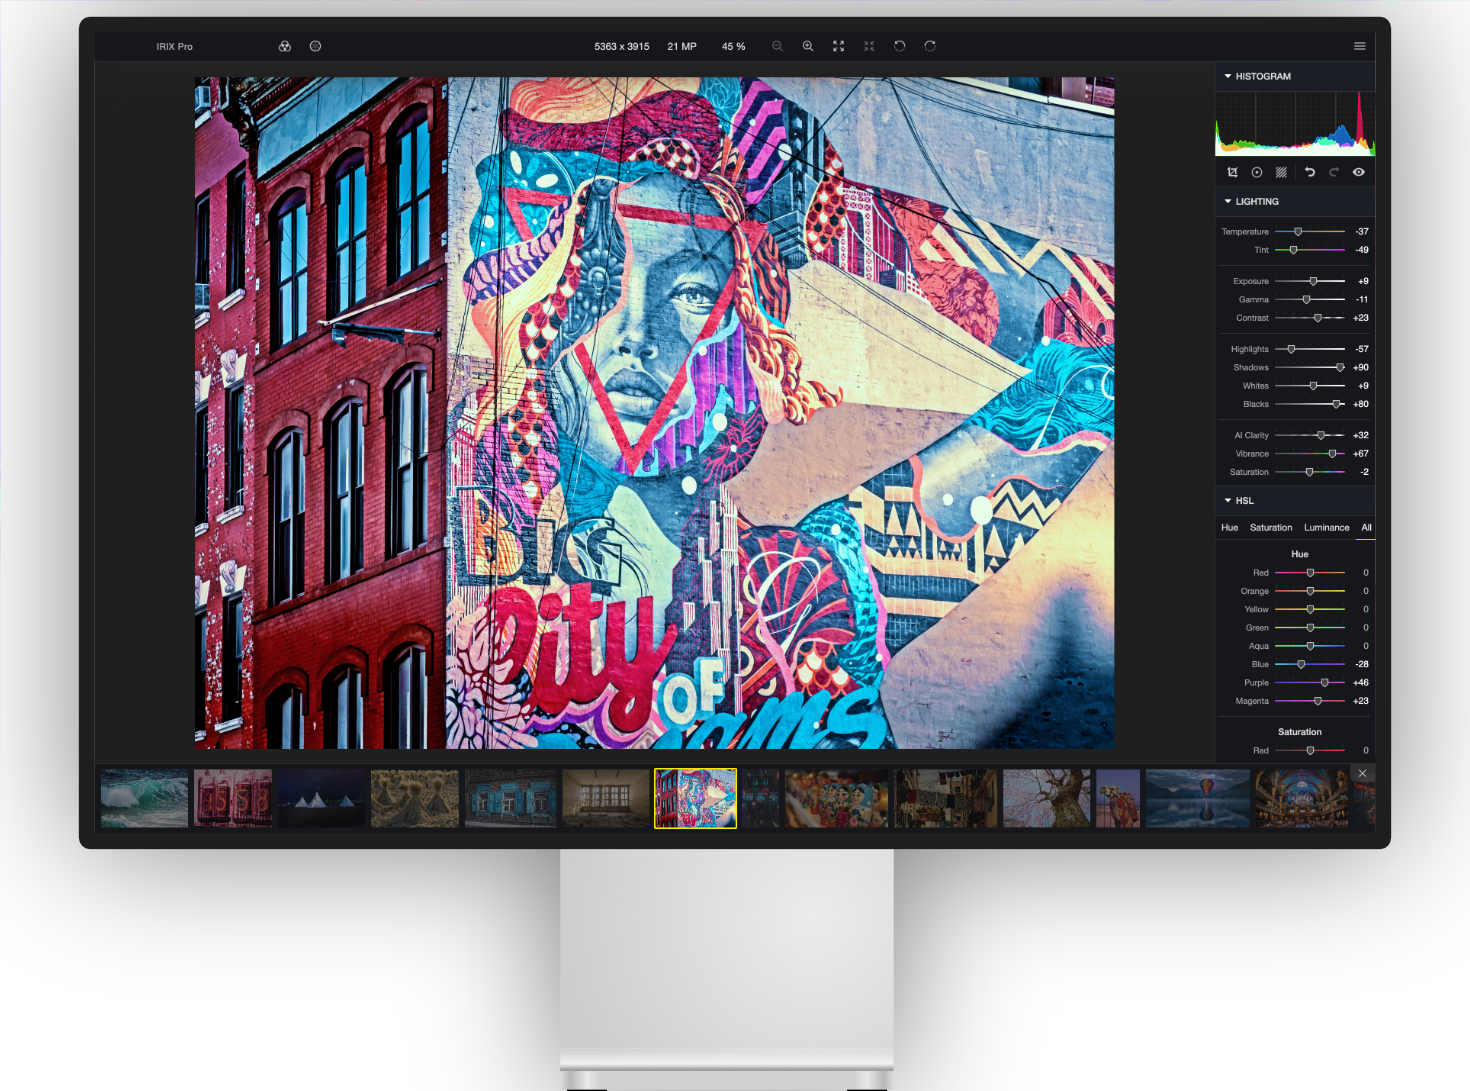 IRIX Pro
5363 x 3915 21 MP 45 %
HISTOGRAM
LIGHTING
Temperature -37
Tint -49
Exposure +9
Gamma -11
Contrast +23
Highlights -57
Shadows +90
Whites +9
Blacks +80
AI Clarity +32
Vibrance +67
Saturation -2
HSL
Hue Saturation Luminance All
Hue
Red 0
Orange 0
Yellow 0
Green 0
Aqua 0
Blue -28
Purple +46
Magenta +23
Saturation
Red 0
BIG
City
OF